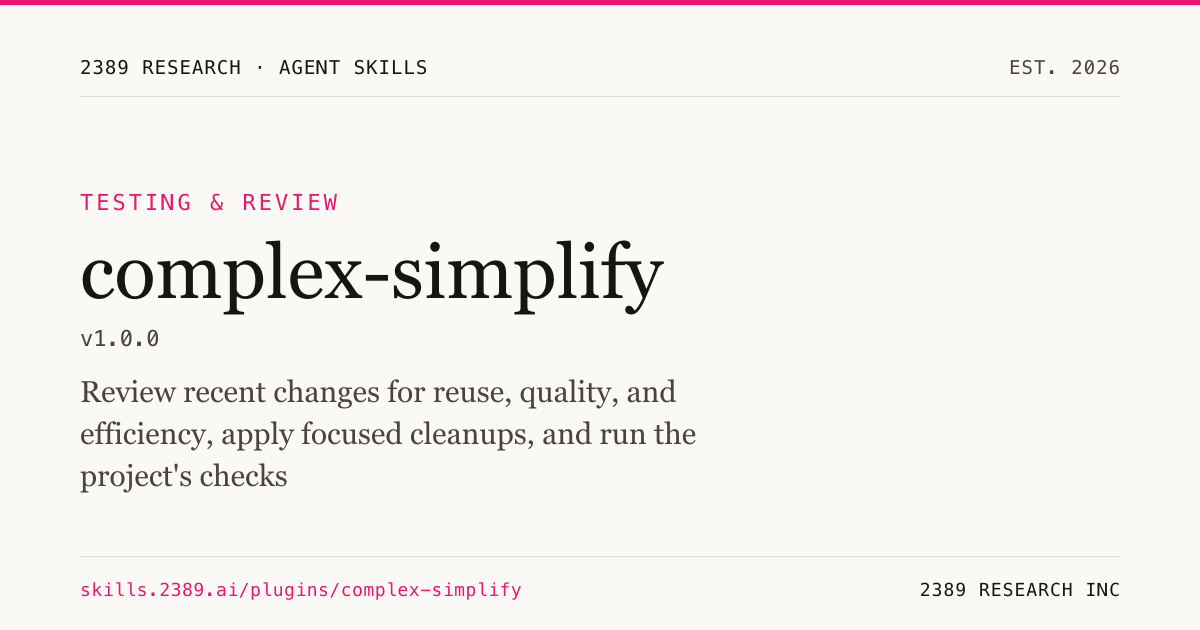 2389 RESEARCH · AGENT SKILLS
EST. 2026
TESTING & REVIEW
complex-simplify
v1.0.0
Review recent changes for reuse, quality, and
efficiency, apply focused cleanups, and run the
project's checks
skills.2389.ai/plugins/complex-simplify
2389 RESEARCH INC